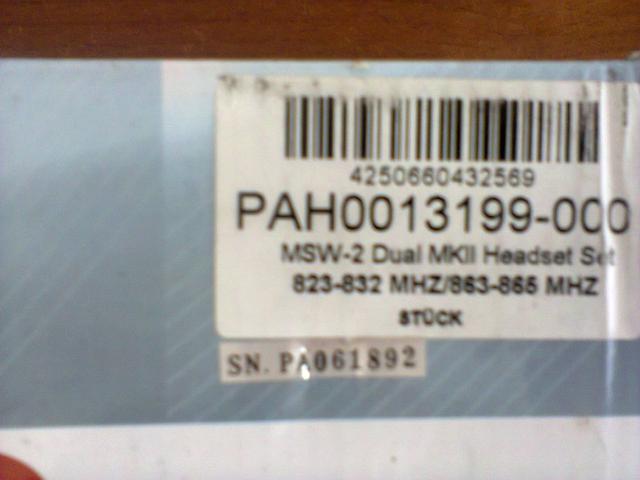 4250660432569
PAH0013199-000
MSW-2 Dual MKII Headset Set
823-832 MHZ/863-865 MHZ
STÜCK
SN. PA061892